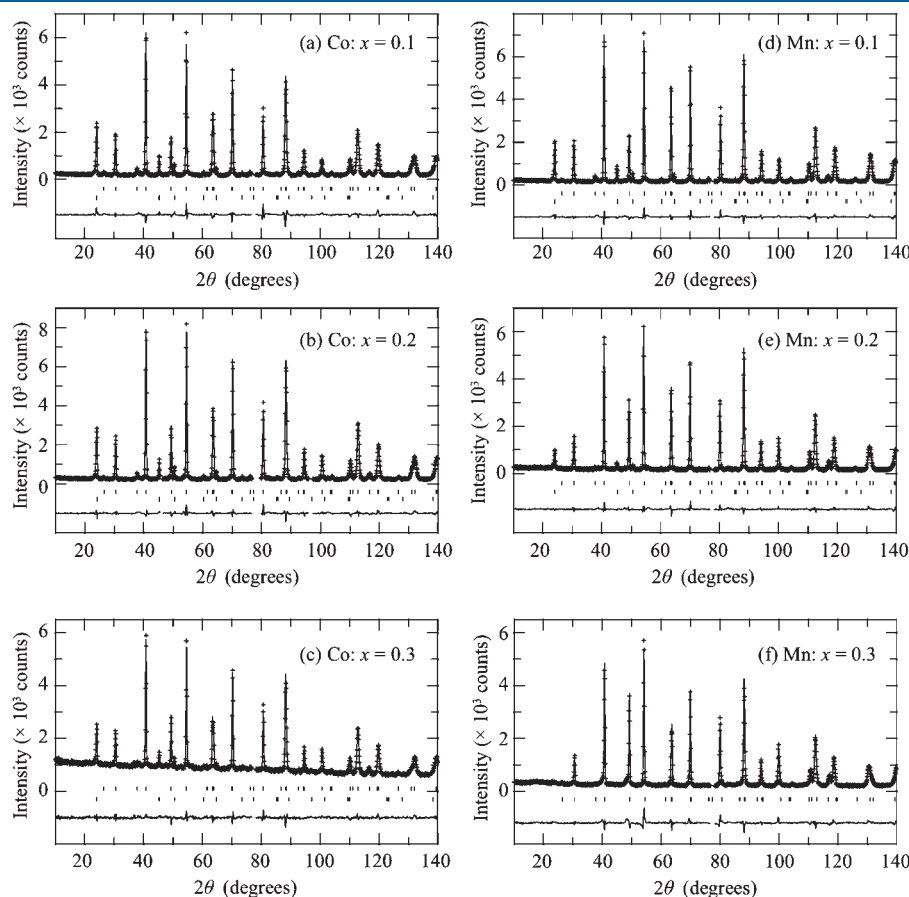 (a) Co: x = 0.1
Intensity (× 10³ counts)
6
4
2
0
20 40 60 80 100 120 140
2θ (degrees)
(d) Mn: x = 0.1
Intensity (× 10³ counts)
6
4
2
0
20 40 60 80 100 120 140
2θ (degrees)
(b) Co: x = 0.2
Intensity (× 10³ counts)
8
6
4
2
0
20 40 60 80 100 120 140
2θ (degrees)
(e) Mn: x = 0.2
Intensity (× 10³ counts)
6
4
2
0
20 40 60 80 100 120 140
2θ (degrees)
(c) Co: x = 0.3
Intensity (× 10³ counts)
6
4
2
0
20 40 60 80 100 120 140
2θ (degrees)
(f) Mn: x = 0.3
Intensity (× 10³ counts)
6
4
2
0
20 40 60 80 100 120 140
2θ (degrees)